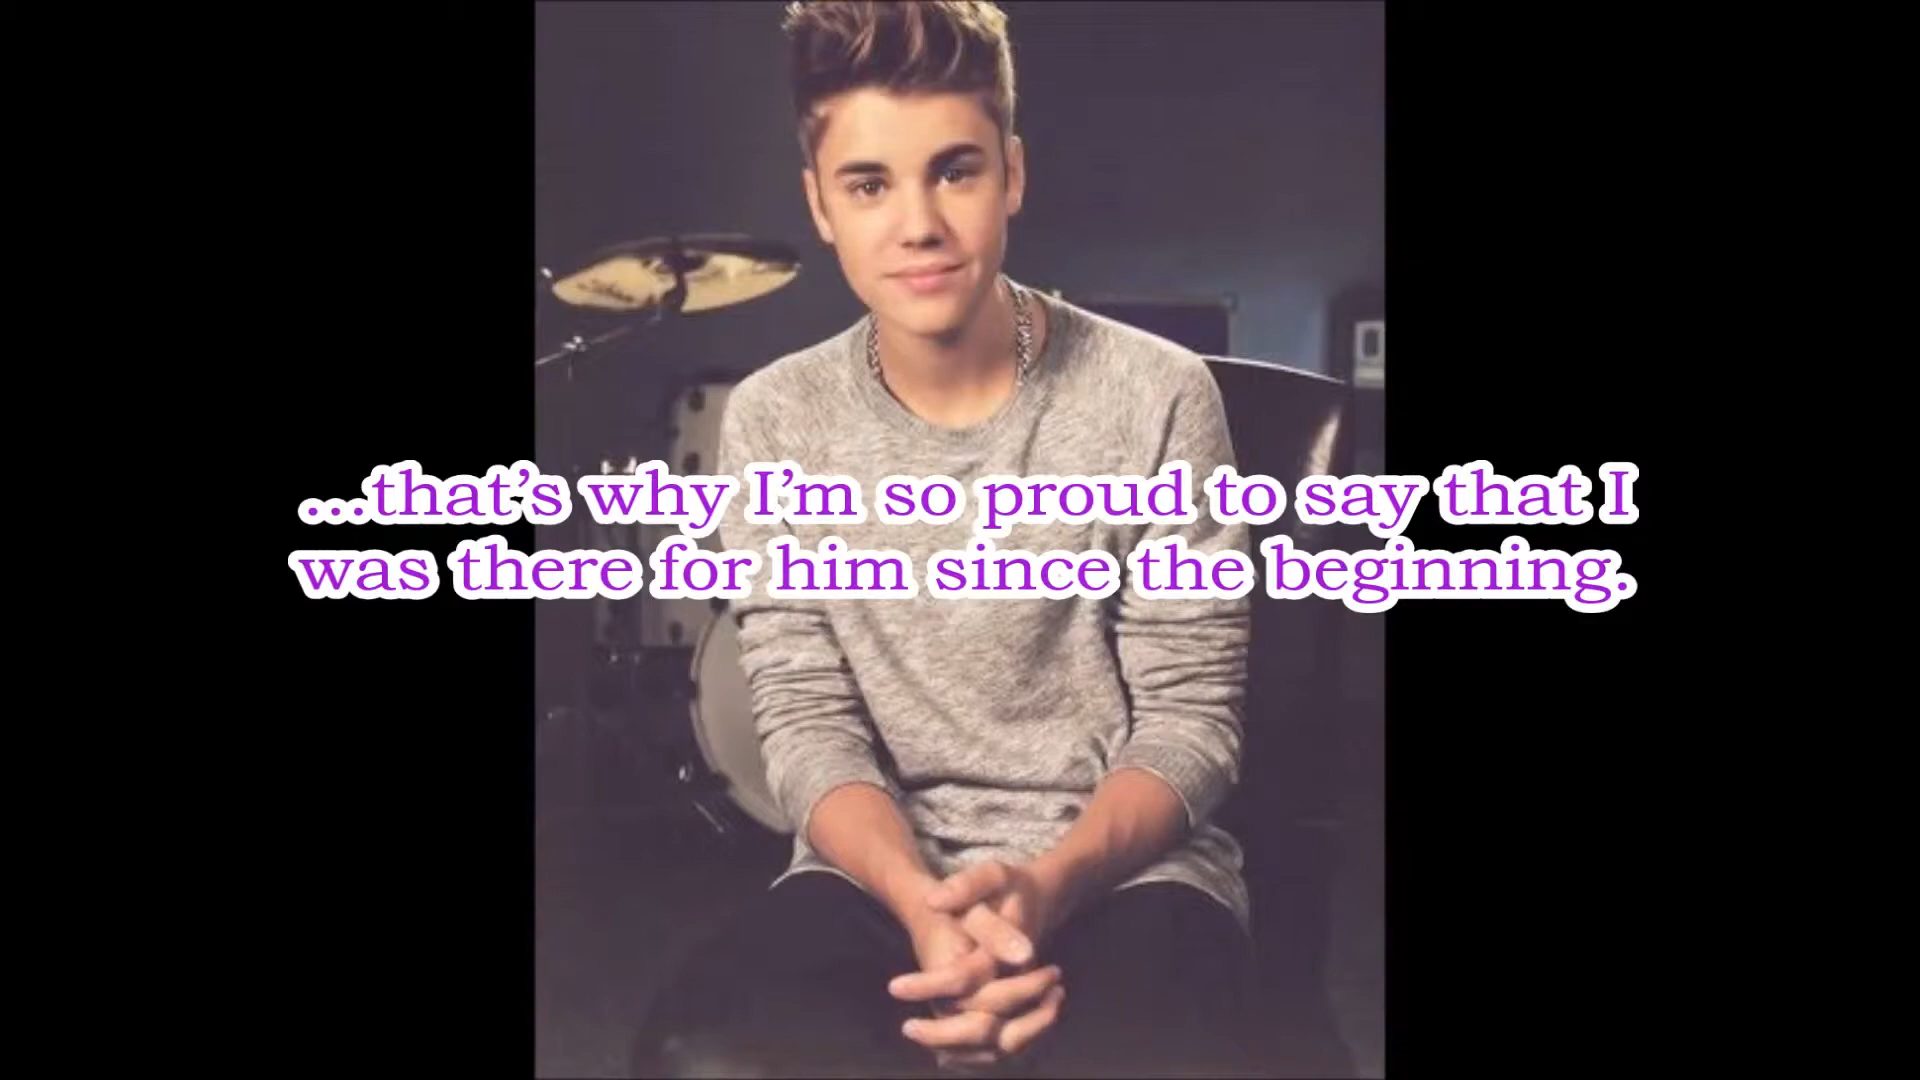 ...that’s why I’m so proud to say that I
was there for him since the beginning.